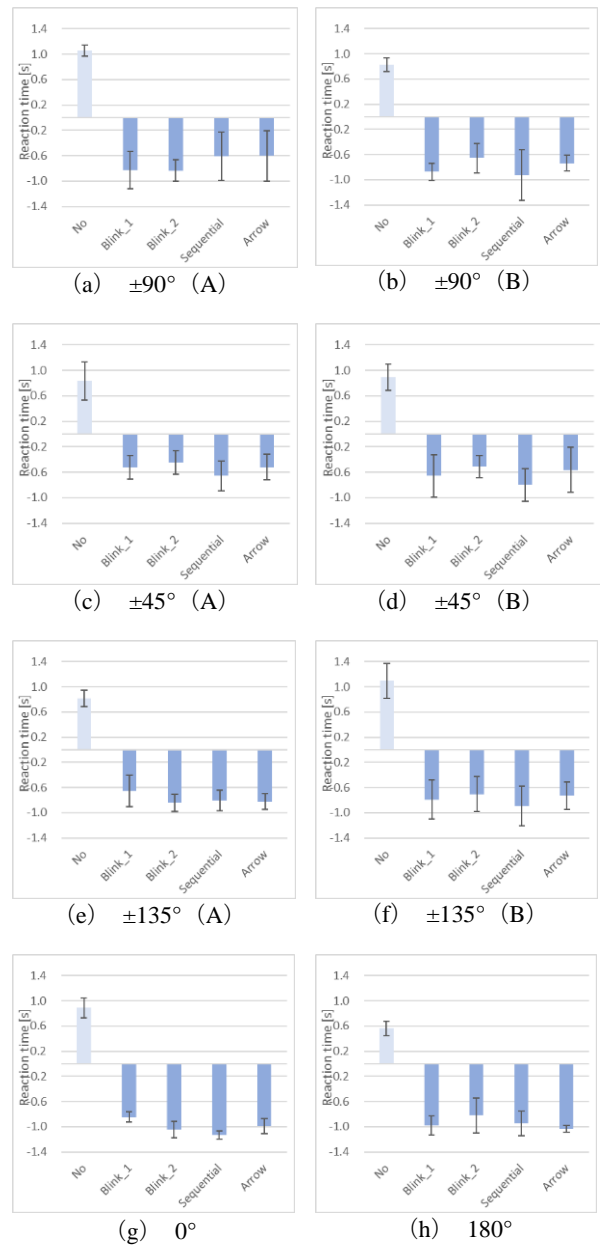 Reaction time [s]
1.4
1.0
0.6
0.2
-0.2
-0.6
-1.0
-1.4
No
Blink_1
Blink_2
Sequential
Arrow
(a) ±90° (A)
Reaction time [s]
1.4
1.0
0.6
0.2
-0.2
-0.6
-1.0
-1.4
No
Blink_1
Blink_2
Sequential
Arrow
(b) ±90° (B)
Reaction time [s]
1.4
1.0
0.6
0.2
-0.2
-0.6
-1.0
-1.4
No
Blink_1
Blink_2
Sequential
Arrow
(c) ±45° (A)
Reaction time [s]
1.4
1.0
0.6
0.2
-0.2
-0.6
-1.0
-1.4
No
Blink_1
Blink_2
Sequential
Arrow
(d) ±45° (B)
Reaction time [s]
1.4
1.0
0.6
0.2
-0.2
-0.6
-1.0
-1.4
No
Blink_1
Blink_2
Sequential
Arrow
(e) ±135° (A)
Reaction time [s]
1.4
1.0
0.6
0.2
-0.2
-0.6
-1.0
-1.4
No
Blink_1
Blink_2
Sequential
Arrow
(f) ±135° (B)
Reaction time [s]
1.4
1.0
0.6
0.2
-0.2
-0.6
-1.0
-1.4
No
Blink_1
Blink_2
Sequential
Arrow
(g) 0°
Reaction time [s]
1.4
1.0
0.6
0.2
-0.2
-0.6
-1.0
-1.4
No
Blink_1
Blink_2
Sequential
Arrow
(h) 180°